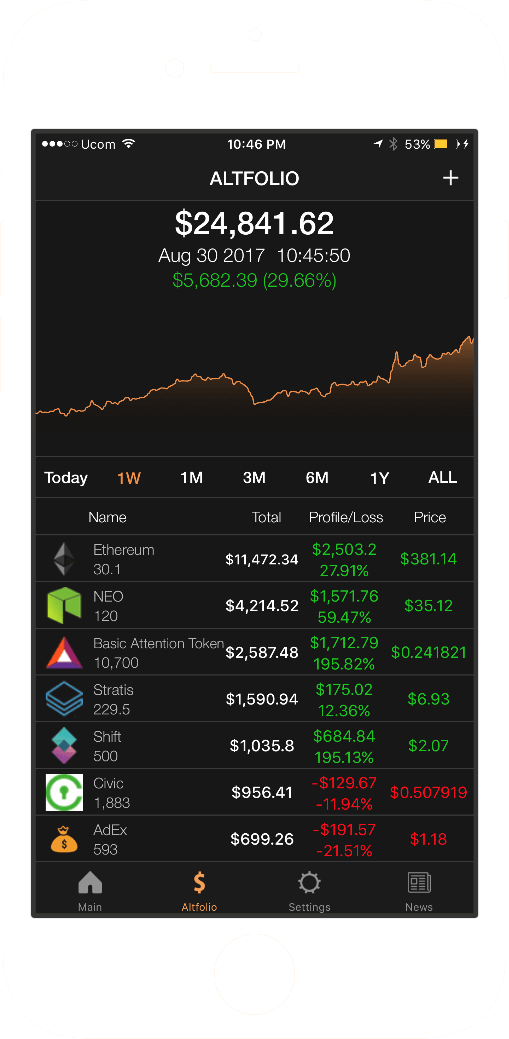 Ucom 10:46 PM 53%
ALTFOLIO +
$24,841.62
Aug 30 2017 10:45:50
$5,682.39 (29.66%)
Today 1W 1M 3M 6M 1Y ALL
Name Total Profile/Loss Price
Ethereum
30.1
$11,472.34
$2,503.2
27.91%
$381.14
NEO
120
$4,214.52
$1,571.76
59.47%
$35.12
Basic Attention Token
10,700
$2,587.48
$1,712.79
195.82%
$0.241821
Stratis
229.5
$1,590.94
$175.02
12.36%
$6.93
Shift
500
$1,035.8
$684.84
195.13%
$2.07
Civic
1,883
$956.41
-$129.67
-11.94%
$0.507919
AdEx
593
$699.26
-$191.57
-21.51%
$1.18
Main Altfolio Settings News